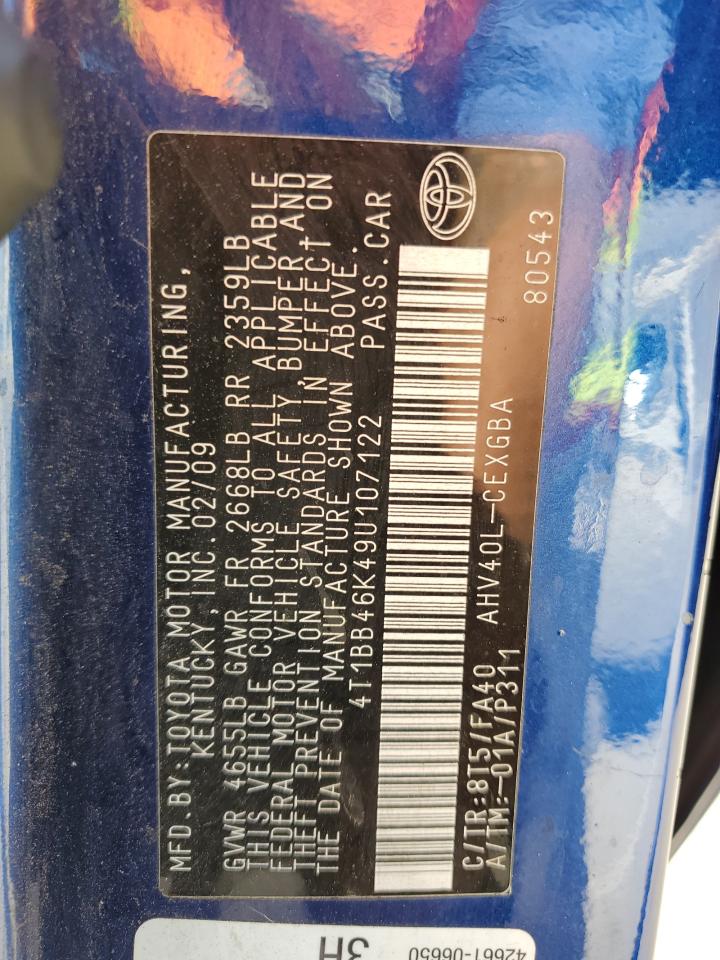 MFD. BY: TOYOTA MOTOR MANUFACTURING,
KENTUCKY, INC. 02/09
GVWR 4655LB GAWR FR 2668LB RR 2359LB
THIS VEHICLE CONFORMS TO ALL APPLICABLE
FEDERAL MOTOR VEHICLE SAFETY, BUMPER AND
THEFT PREVENTION STANDARDS IN EFFECT ON
THE DATE OF MANUFACTURE SHOWN ABOVE.
4T1BB46K49U107122 PASS.CAR
C/TR:8T5/FA40 AHV40L-CEXGBA
A/TM:-01A/P311 80543
3H
42661-06650